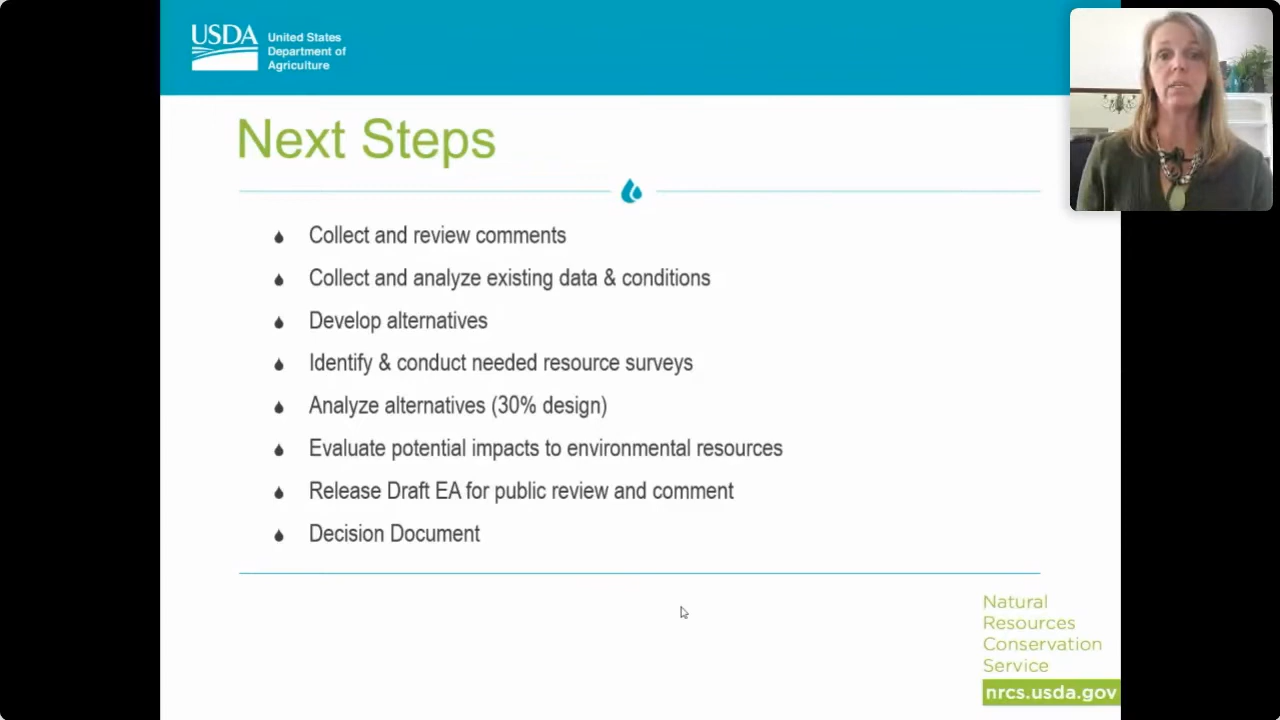 USDA
United States
Department of
Agriculture
Next Steps
Collect and review comments
Collect and analyze existing data & conditions
Develop alternatives
Identify & conduct needed resource surveys
Analyze alternatives (30% design)
Evaluate potential impacts to environmental resources
Release Draft EA for public review and comment
Decision Document
Natural
Resources
Conservation
Service
nrcs.usda.gov